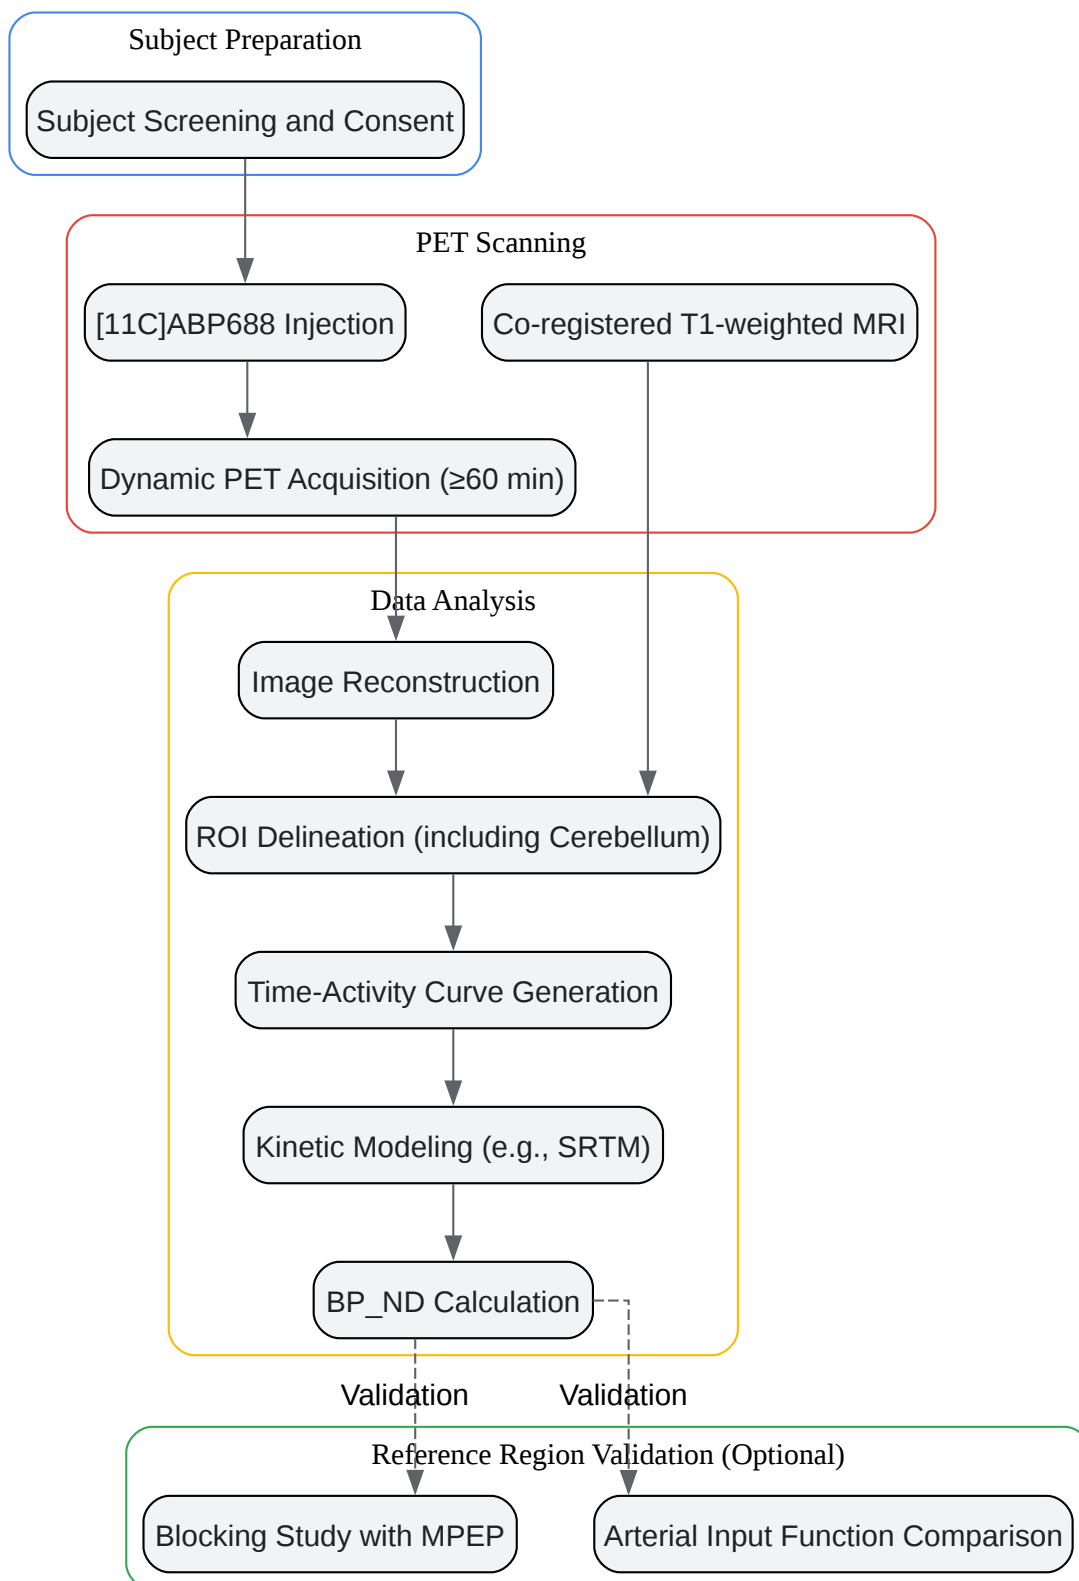 Subject Preparation
Subject Screening and Consent
PET Scanning
[11C]ABP688 Injection
Co-registered T1-weighted MRI
Dynamic PET Acquisition (≥60 min)
Data Analysis
Image Reconstruction
ROI Delineation (including Cerebellum)
Time-Activity Curve Generation
Kinetic Modeling (e.g., SRTM)
BP_ND Calculation
Validation
Validation
Reference Region Validation (Optional)
Blocking Study with MPEP
Arterial Input Function Comparison